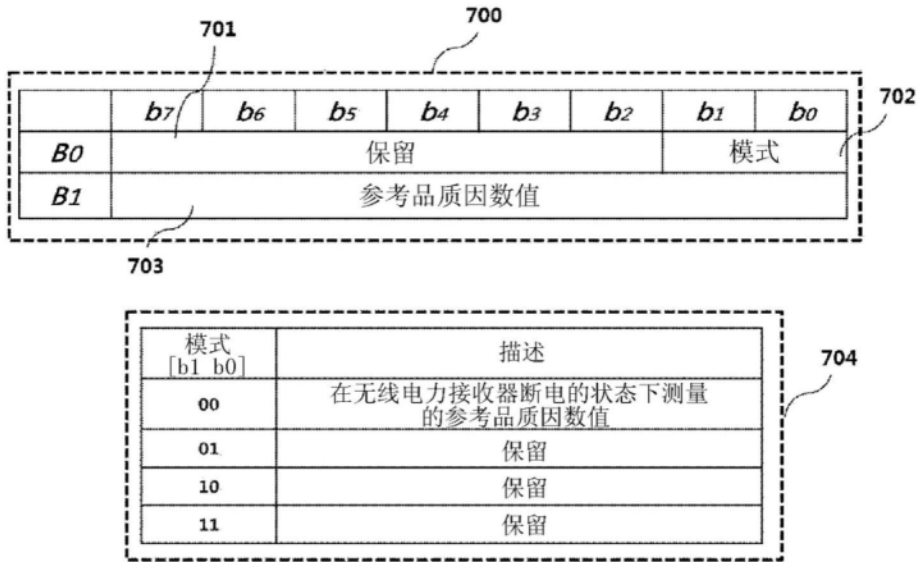 700
701
b7 b6 b5 b4 b3 b2 b1 b0
702
B0 保留 模式
B1 参考品质因数值
703
模式
[b1 b0] 描述
704
00 在无线电力接收器断电的状态下测量
的参考品质因数值
01 保留
10 保留
11 保留